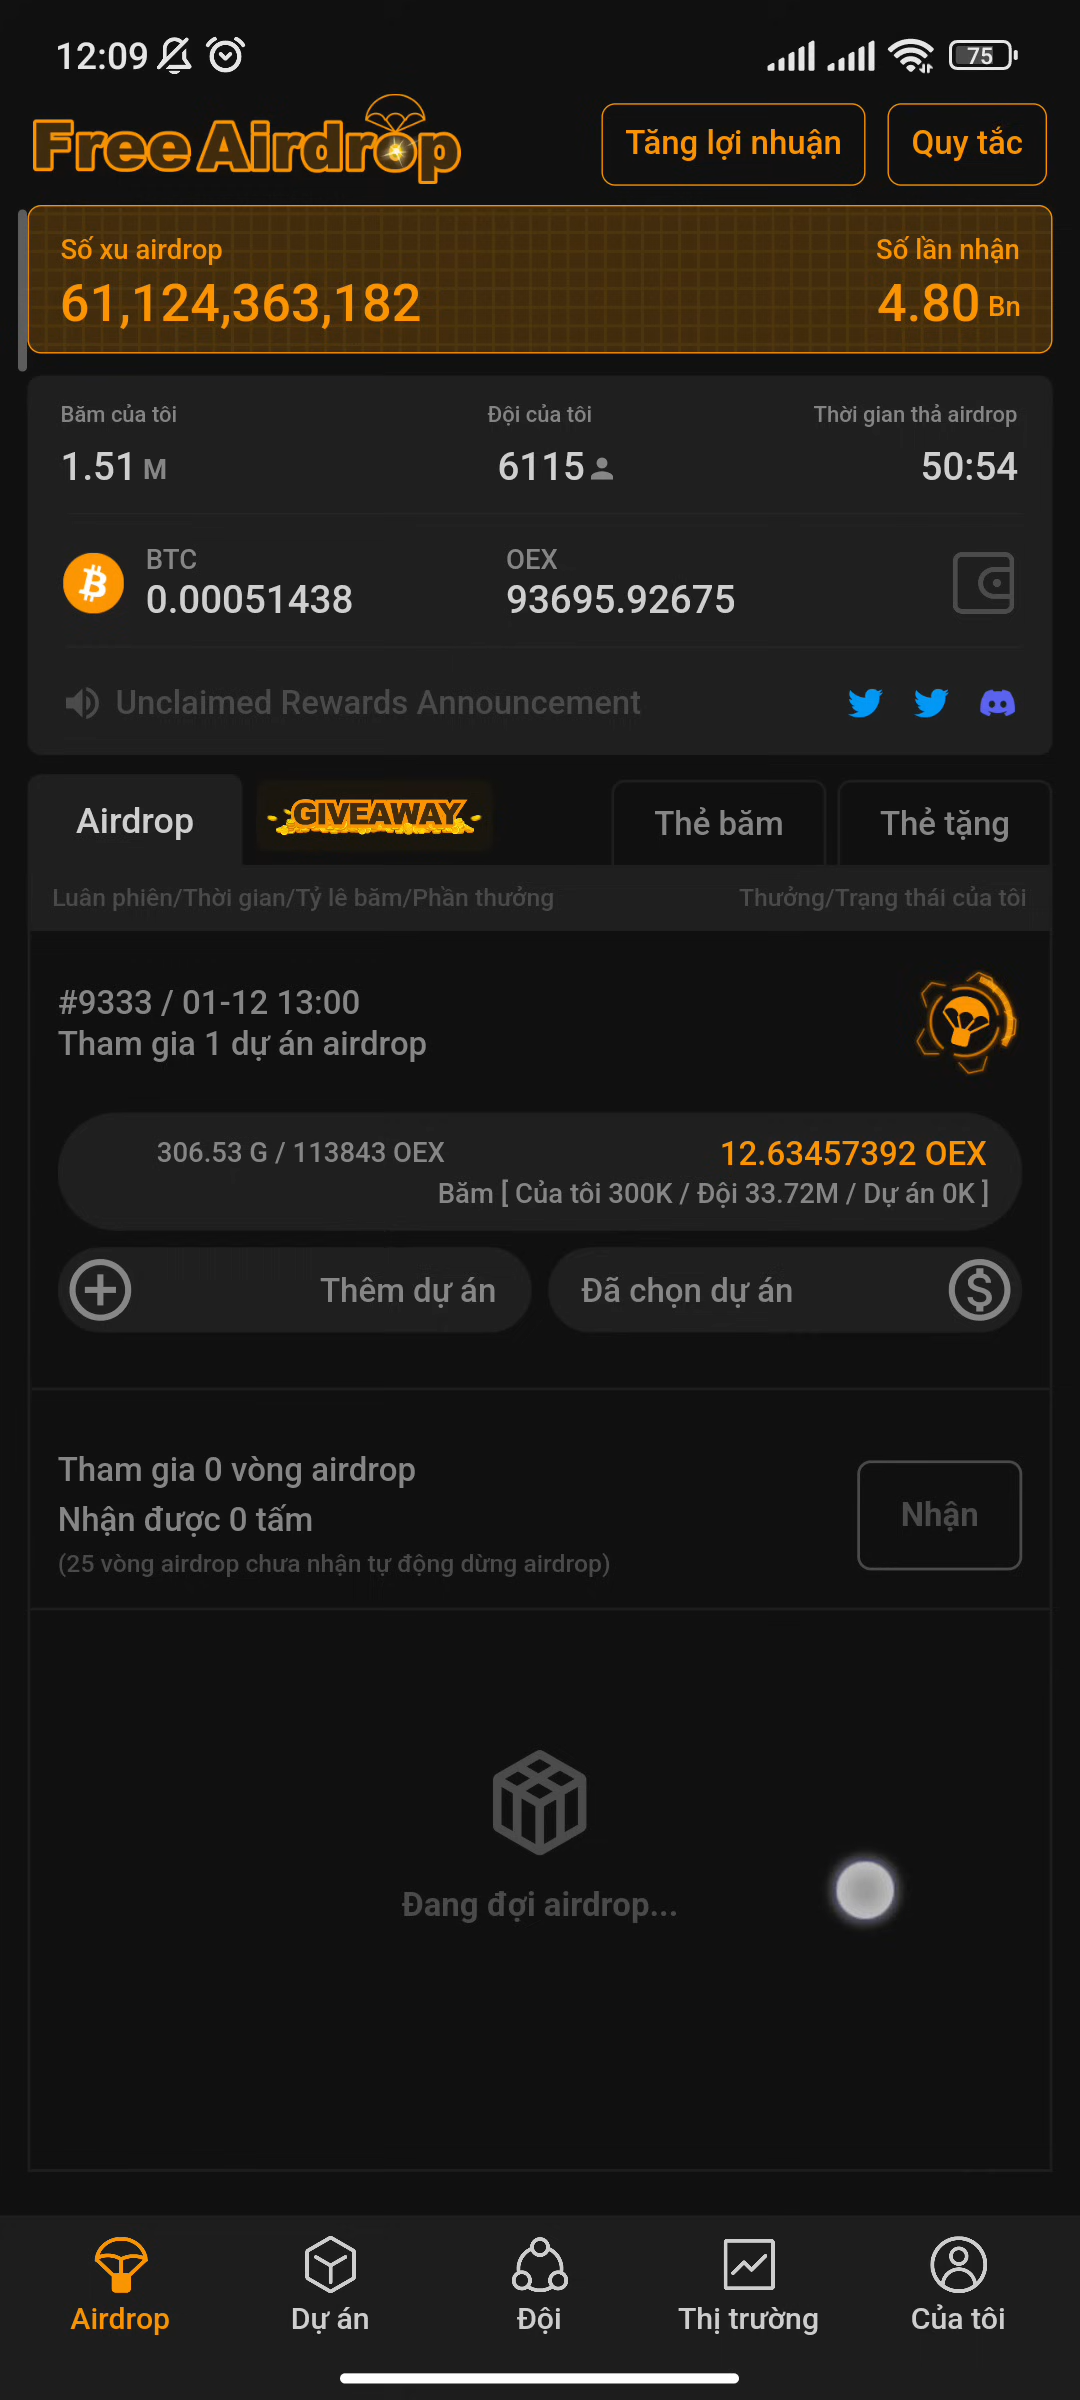 12:09
75
Free Airdrop
Tăng lợi nhuận
Quy tắc
Số xu airdrop
Số lần nhận
61,124,363,182
4.80 Bn
Băm của tôi
Đội của tôi
Thời gian thả airdrop
1.51 M
6115
50:54
BTC
OEX
0.00051438
93695.92675
Unclaimed Rewards Announcement
Airdrop
GIVEAWAY
Thẻ băm
Thẻ tặng
Luân phiên/Thời gian/Tỷ lê băm/Phần thưởng
Thưởng/Trạng thái của tôi
#9333 / 01-12 13:00
Tham gia 1 dự án airdrop
306.53 G / 113843 OEX
12.63457392 OEX
Băm [ Của tôi 300K / Đội 33.72M / Dự án 0K ]
Thêm dự án
Đã chọn dự án
Tham gia 0 vòng airdrop
Nhận được 0 tấm
(25 vòng airdrop chưa nhận tự động dừng airdrop)
Nhận
Đang đợi airdrop...
Airdrop
Dự án
Đội
Thị trường
Của tôi